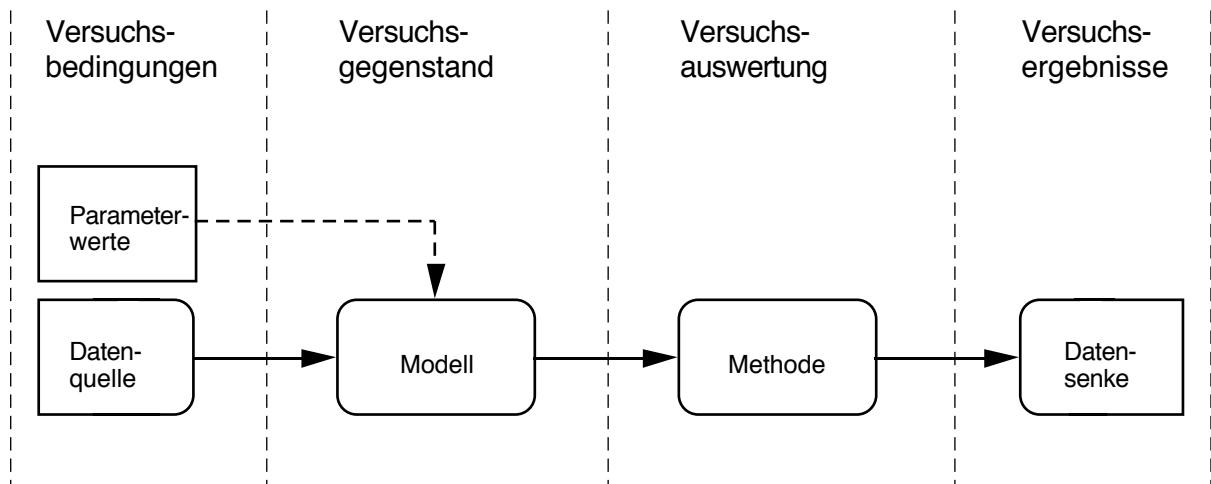 Versuchs-
bedingungen
Versuchs-
gegenstand
Versuchs-
auswertung
Versuchs-
ergebnisse
Parameter-
werte
Daten-
quelle
Modell
Methode
Daten-
senke